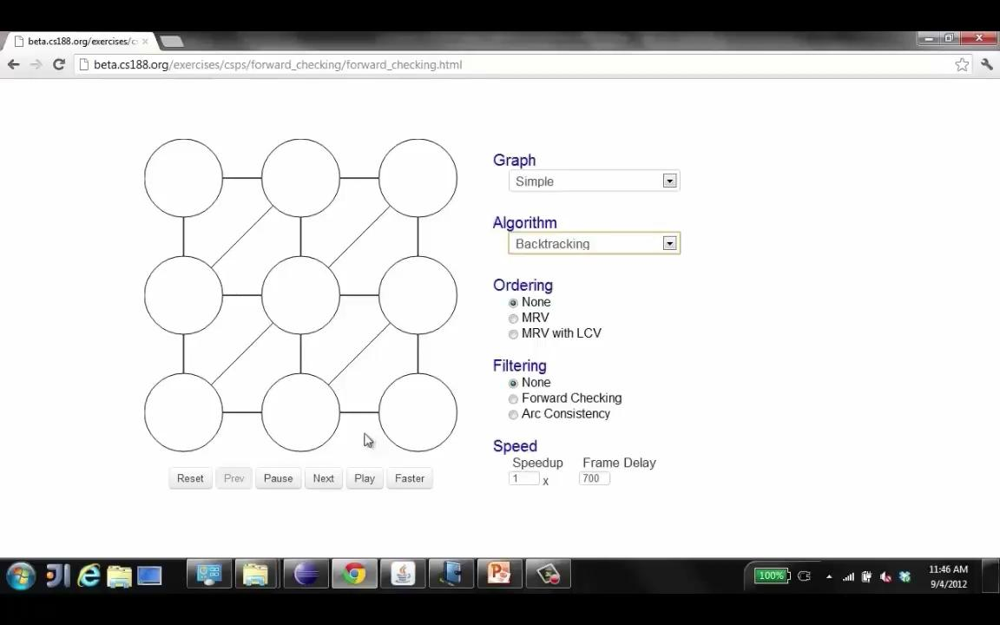 beta.cs188.org/exercises/c
beta.cs188.org/exercises/csps/forward_checking/forward_checking.html
Graph
Simple
Algorithm
Backtracking
Ordering
None
MRV
MRV with LCV
Filtering
None
Forward Checking
Arc Consistency
Speed
Speedup Frame Delay
1 x 700
Reset Prev Pause Next Play Faster
100%
11:46 AM
9/4/2012